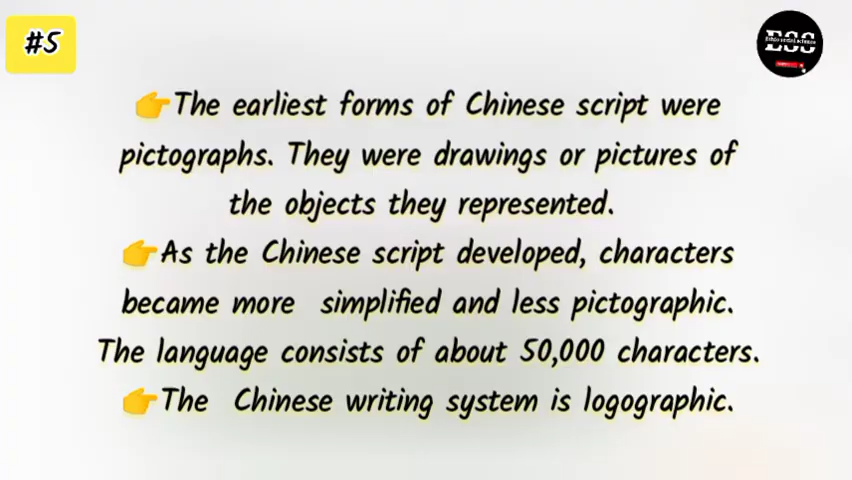 #5
ESS
👉The earliest forms of Chinese script were
pictographs. They were drawings or pictures of
the objects they represented.
👉As the Chinese script developed, characters
became more simplified and less pictographic.
The language consists of about 50,000 characters.
👉The Chinese writing system is logographic.